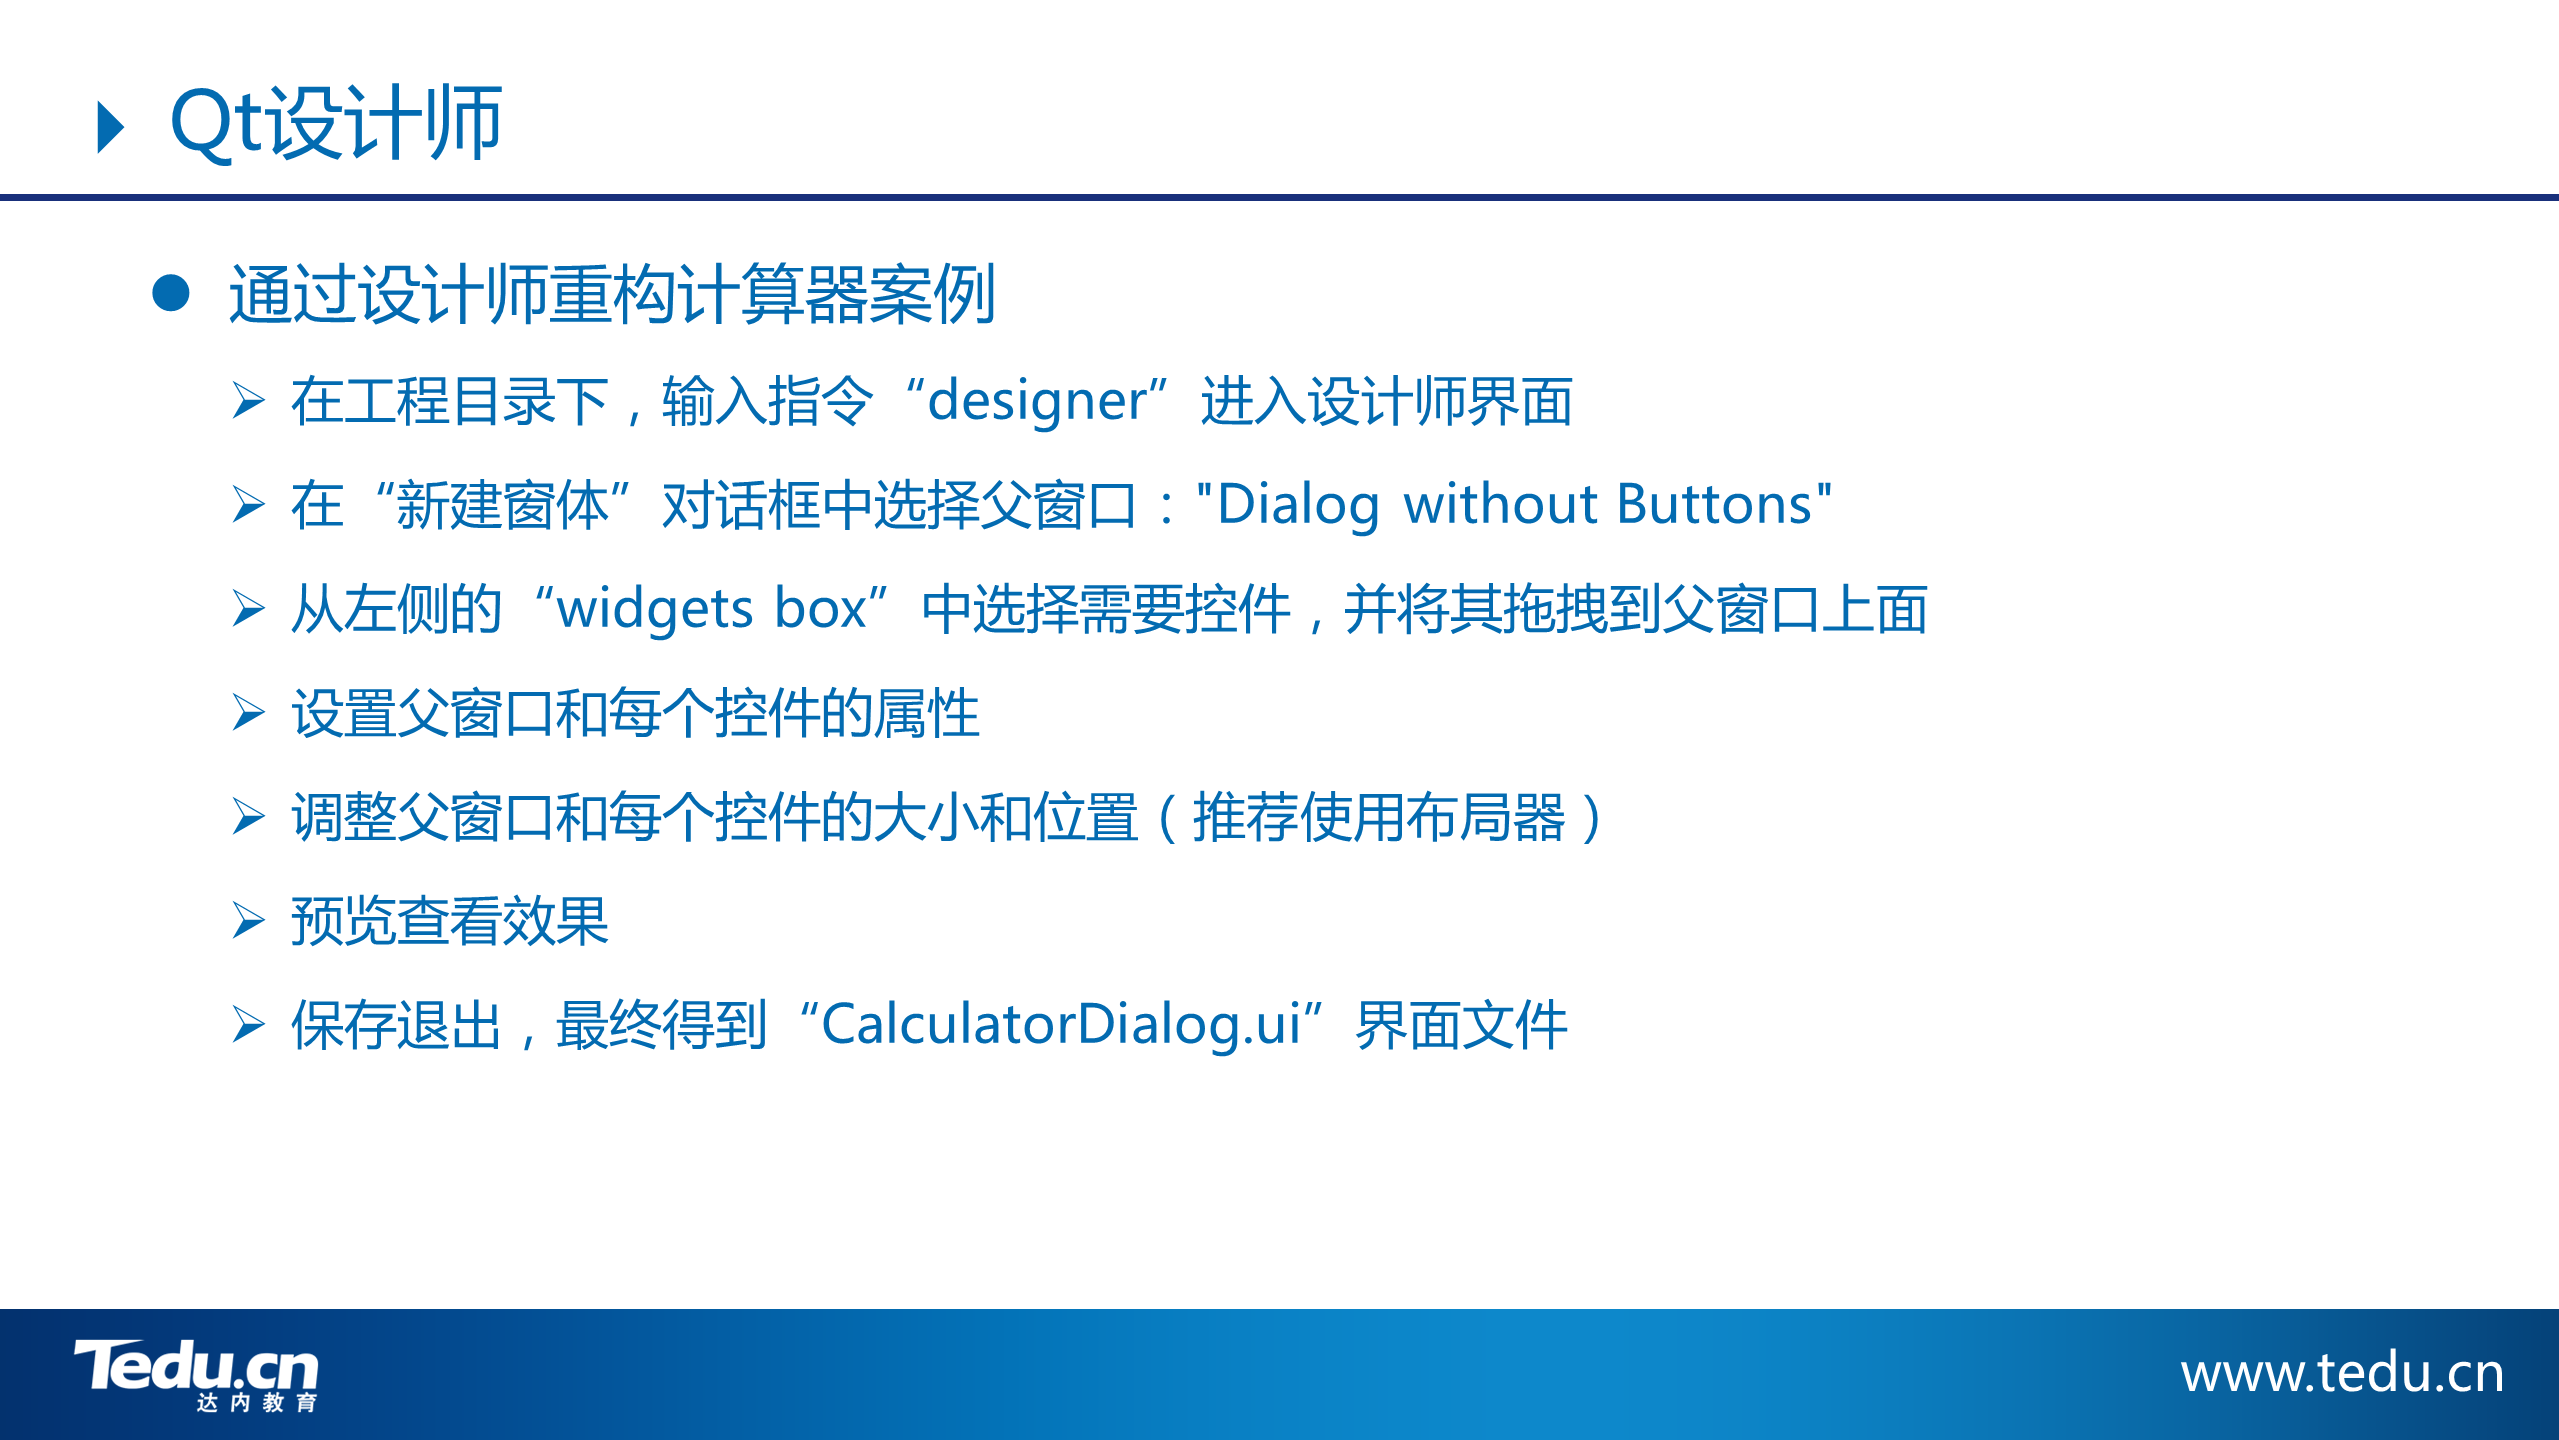 Qt设计师
通过设计师重构计算器案例
在工程目录下，输入指令“designer”进入设计师界面
在“新建窗体”对话框中选择父窗口："Dialog without Buttons"
从左侧的“widgets box”中选择需要控件，并将其拖拽到父窗口上面
设置父窗口和每个控件的属性
调整父窗口和每个控件的大小和位置（推荐使用布局器）
预览查看效果
保存退出，最终得到“CalculatorDialog.ui”界面文件
Tedu.cn
达内教育
www.tedu.cn